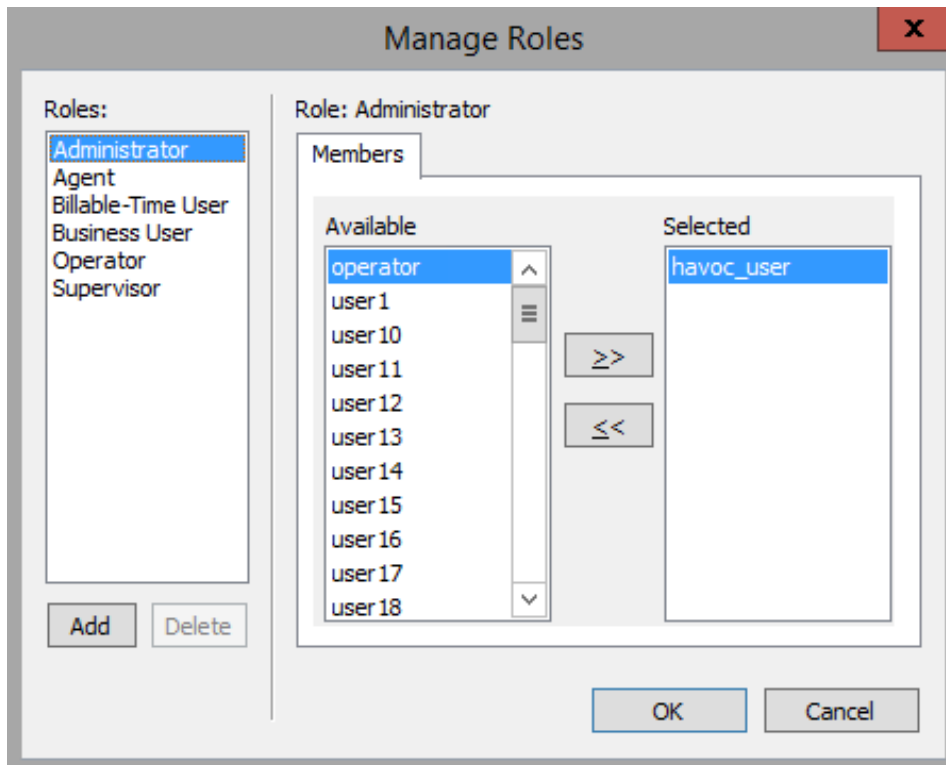 Manage Roles
x
Roles:
Administrator
Agent
Billable-Time User
Business User
Operator
Supervisor
Add
Delete
Role: Administrator
Members
Available
operator
user1
user10
user11
user12
user13
user14
user15
user16
user17
user18
>>
<<
Selected
havoc_user
OK
Cancel